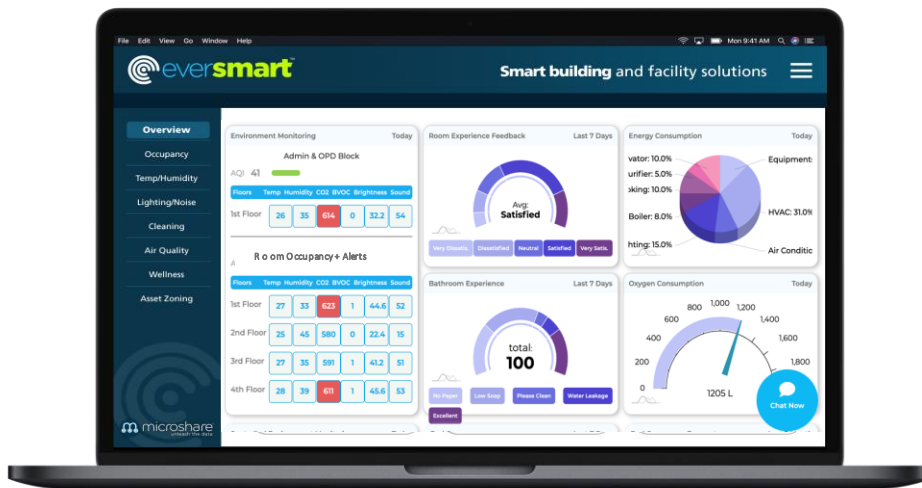 File Edit View Go Window Help
Mon 9:41 AM
eversmart
Smart building and facility solutions
Overview
Occupancy
Temp/Humidity
Lighting/Noise
Cleaning
Air Quality
Wellness
Asset Zoning
microshare
unleash the data
Environment Monitoring Today
Admin & OPD Block
AQI 41
Floors Temp Humidity CO2 BVOC Brightness Sound
1st Floor 26 35 614 0 32.2 54
Room Occupancy+ Alerts
Floors Temp Humidity CO2 BVOC Brightness Sound
1st Floor 27 33 623 1 44.6 52
2nd Floor 25 45 580 0 22.4 15
3rd Floor 27 35 591 1 41.2 51
4th Floor 28 39 611 1 45.6 53
Room Experience Feedback Last 7 Days
Avg:
Satisfied
Very Dissatis. Dissatisfied Neutral Satisfied Very Satis.
Bathroom Experience Last 7 Days
total:
100
No Paper Low Soap Please Clean Water Leakage
Excellent
Energy Consumption Today
vator: 10.0%
urifier: 5.0%
oking: 10.0%
Boiler: 8.0%
hting: 15.0%
Equipment:
HVAC: 31.0%
Air Conditic
Oxygen Consumption Today
0
200
400
600
800
1,000
1,200
1,400
1,600
1,800
1205 L
Chat Now